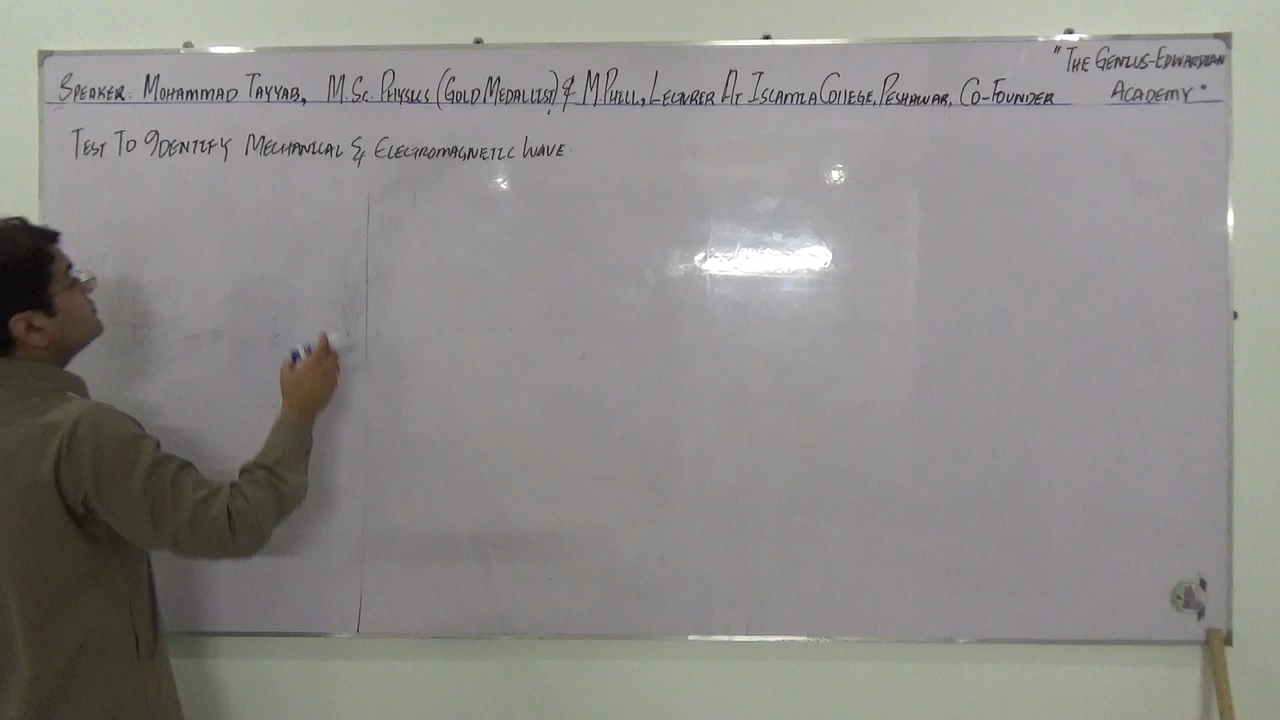 SPEAKER: MOHAMMAD TAYYAB, M.Sc. PHYSICS (GOLD MEDALLIST) & M.PHILL, LECTURER AT ISLAMIA COLLEGE, PESHAWAR, CO-FOUNDER
"THE GENIUS-EDWARDIAN
ACADEMY"
TEST TO IDENTIFY MECHANICAL & ELECTROMAGNETIC WAVE